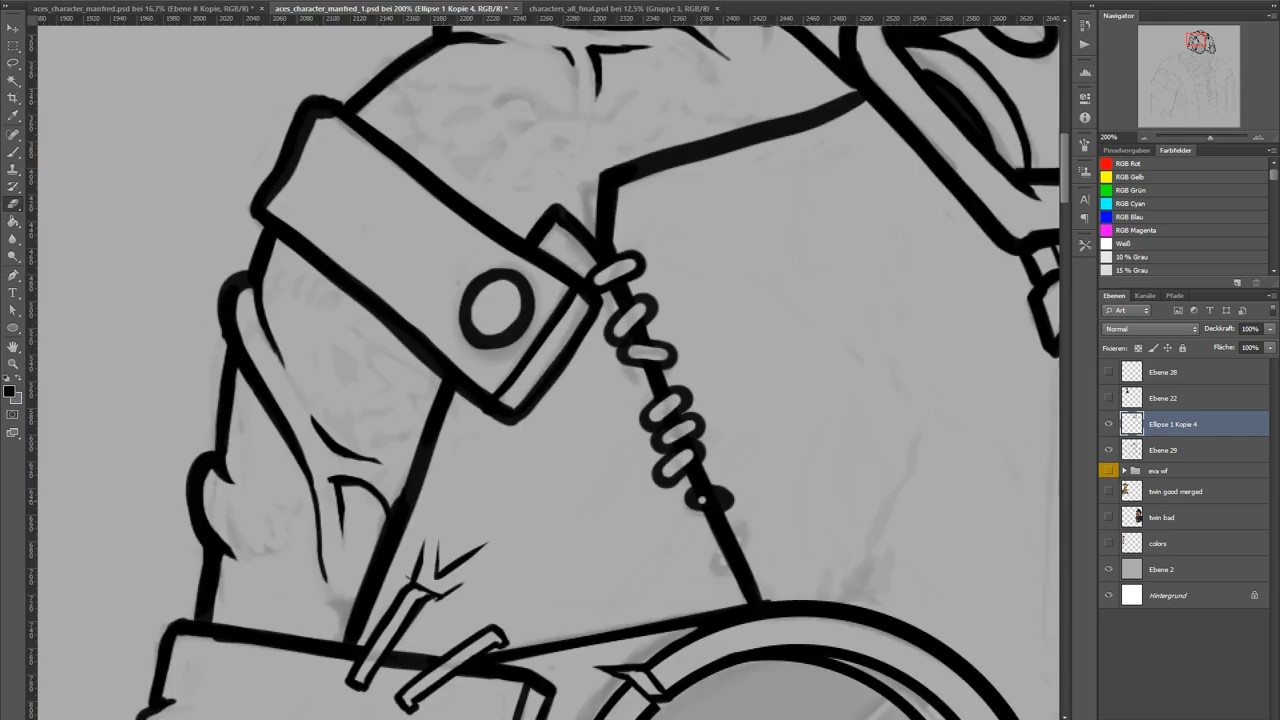 aces_character_manfred.psd bei 16,7% (Ebene 8 Kopie, RGB/8) * ×
aces_character_manfred_1.psd bei 200% (Ellipse 1 Kopie 4, RGB/8) * ×
characters_all_final.psd bei 12,5% (Gruppe 3, RGB/8) ×
Navigator
200%
Pinselvorgaben Farbfelder
RGB Rot
RGB Gelb
RGB Grün
RGB Cyan
RGB Blau
RGB Magenta
Weiß
10 % Grau
15 % Grau
Ebenen Kanäle Pfade
Art
Normal Deckkraft: 100%
Fixieren: Fläche: 100%
Ebene 28
Ebene 22
Ellipse 1 Kopie 4
Ebene 29
eva wf
twin good merged
twin bad
colors
Ebene 2
Hintergrund